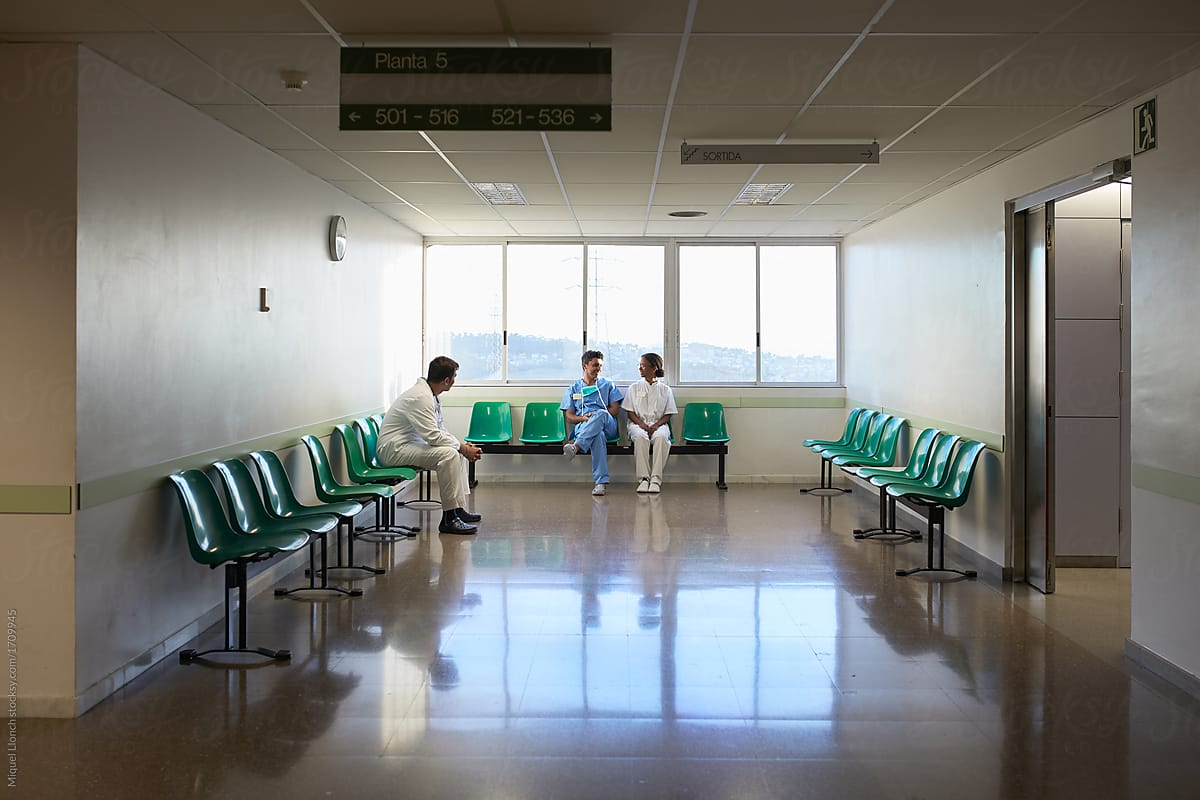 Planta 5
← 501 - 516 521-536 →
SORTIDA →
Miquel Llonch stocksy.com/1709945